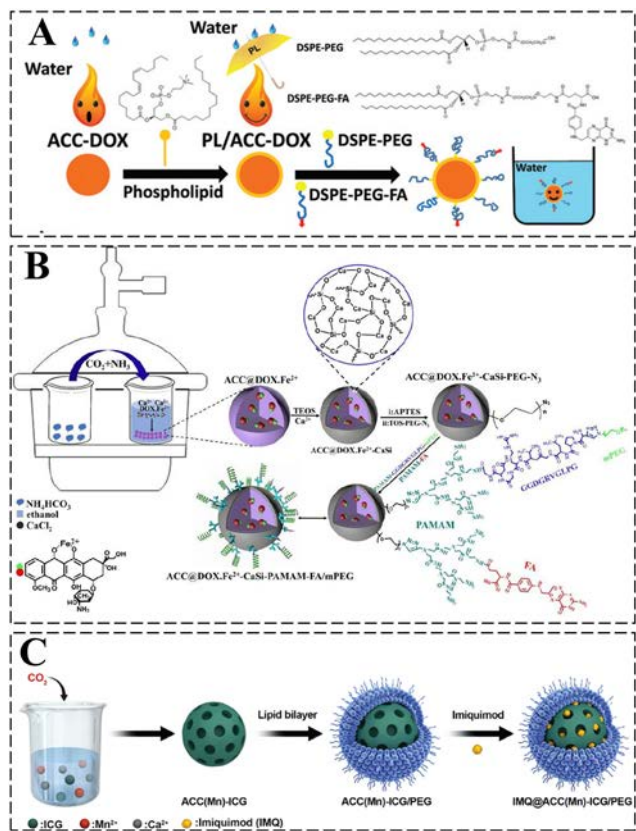 A
Water
Water
PL
DSPE-PEG
DSPE-PEG-FA
ACC-DOX
PL/ACC-DOX
DSPE-PEG
Phospholipid
DSPE-PEG-FA
Water
B
CO₂+NH₃
ACC@DOX.Fe²⁺
TEOS
Ca²⁺
ACC@DOX.Fe²⁺-CaSi
ACC@DOX.Fe²⁺-CaSi-PEG-N₃
i:APTES
ii:TOS-PEG-N₃
N₃
GGDGRVGLPG
mPEG
NH₄HCO₃
ethanol
CaCl₂
PAMAM
FA
ACC@DOX.Fe²⁺-CaSi-PAMAM-FA/mPEG
C
CO₂
Lipid bilayer
Imiquimod
ACC(Mn)-ICG
ACC(Mn)-ICG/PEG
IMQ@ACC(Mn)-ICG/PEG
:ICG :Mn²⁺ :Ca²⁺ :Imiquimod (IMQ)